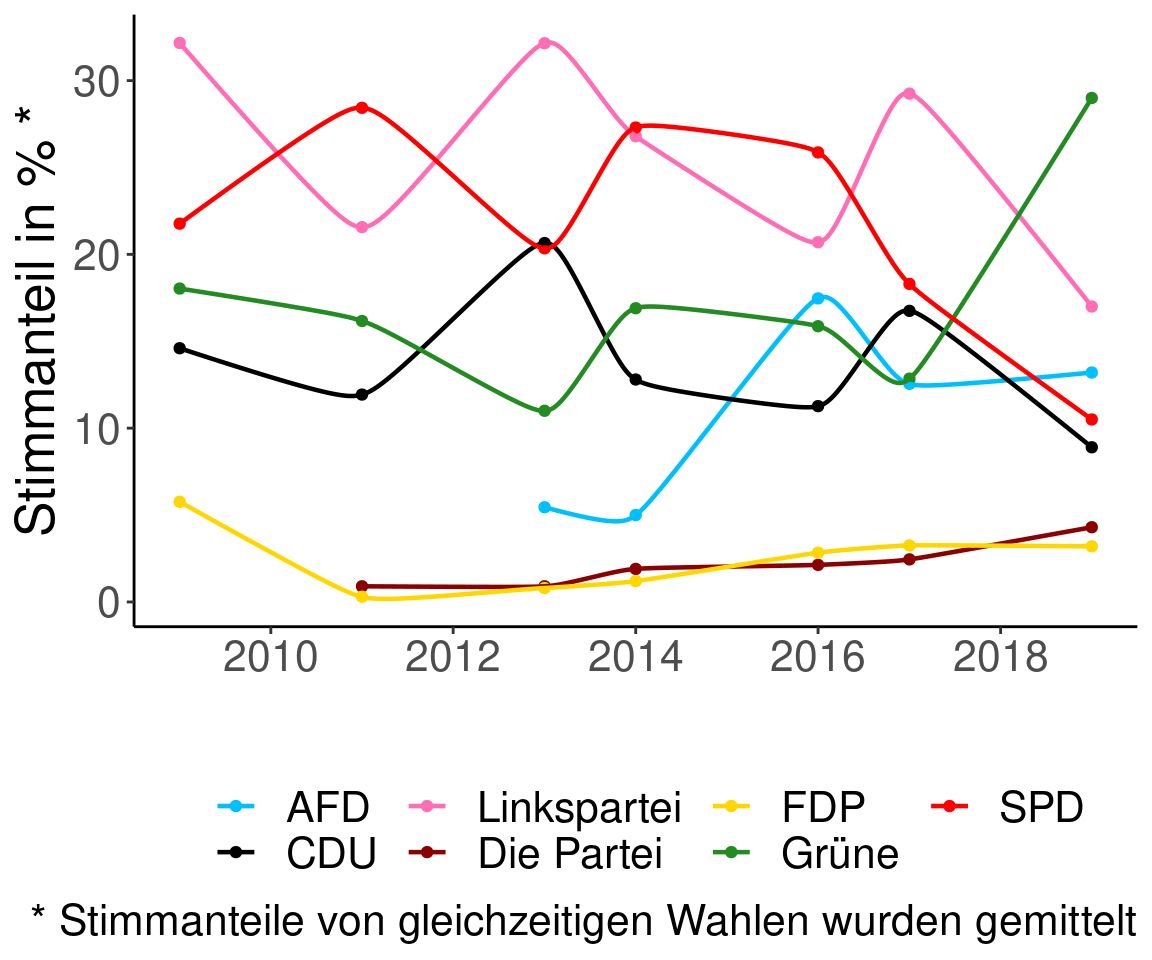 Stimmanteil in % *
30
20
10
0
2010 2012 2014 2016 2018
AFD Linkspartei FDP SPD
CDU Die Partei Grüne
* Stimmanteile von gleichzeitigen Wahlen wurden gemittelt